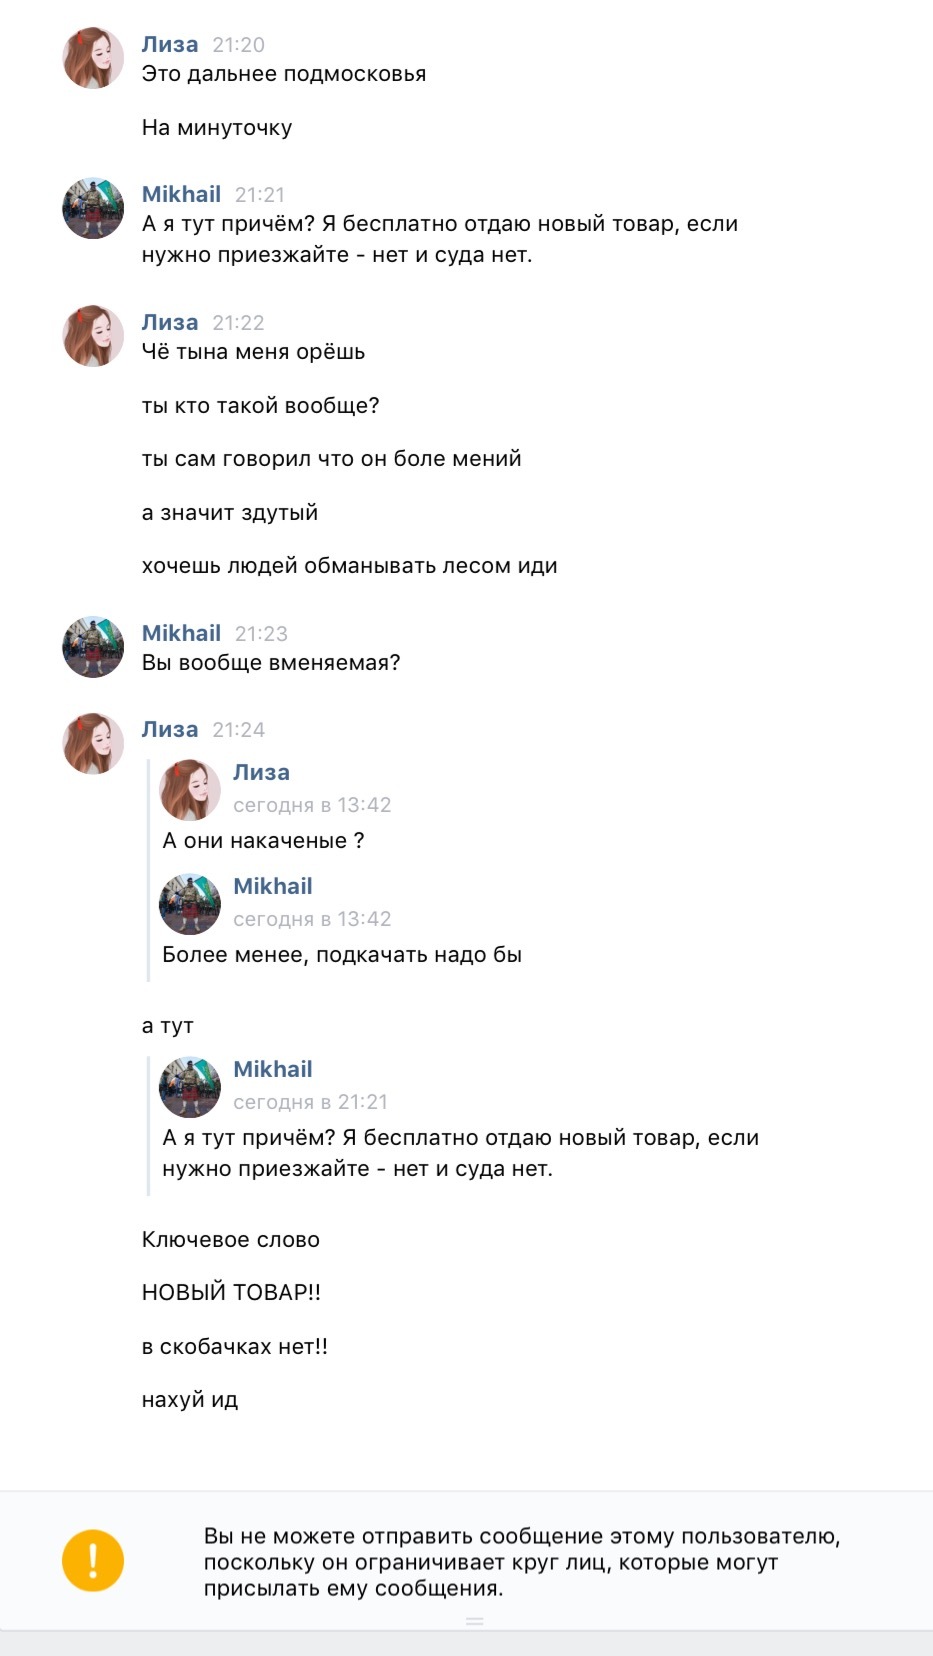 Лиза 21:20
Это дальнее подмосковья
На минуточку
Mikhail 21:21
А я тут причём? Я бесплатно отдаю новый товар, если
нужно приезжайте - нет и суда нет.
Лиза 21:22
Чё тына меня орёшь
ты кто такой вообще?
ты сам говорил что он боле мений
а значит здутый
хочешь людей обманывать лесом иди
Mikhail 21:23
Вы вообще вменяемая?
Лиза 21:24
Лиза
сегодня в 13:42
А они накаченые ?
Mikhail
сегодня в 13:42
Более менее, подкачать надо бы
а тут
Mikhail
сегодня в 21:21
А я тут причём? Я бесплатно отдаю новый товар, если
нужно приезжайте - нет и суда нет.
Ключевое слово
НОВЫЙ ТОВАР!!
в скобачках нет!!
нахуй ид
Вы не можете отправить сообщение этому пользователю,
поскольку он ограничивает круг лиц, которые могут
присылать ему сообщения.